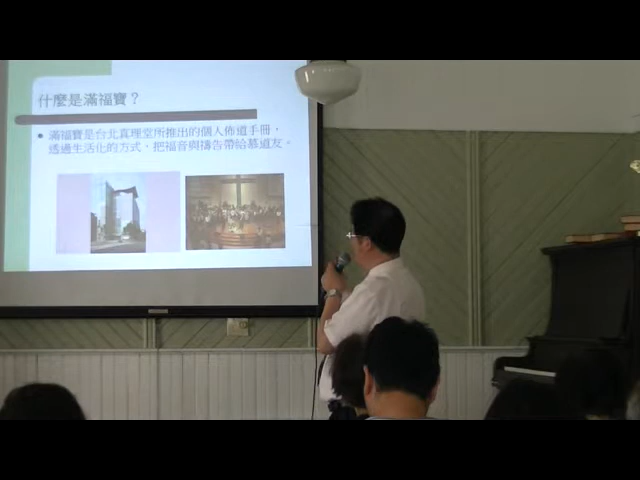 什麼是滿福寶？
滿福寶是台北真理堂所推出的個人佈道手冊，
透過生活化的方式，把福音與禱告帶給慕道友。